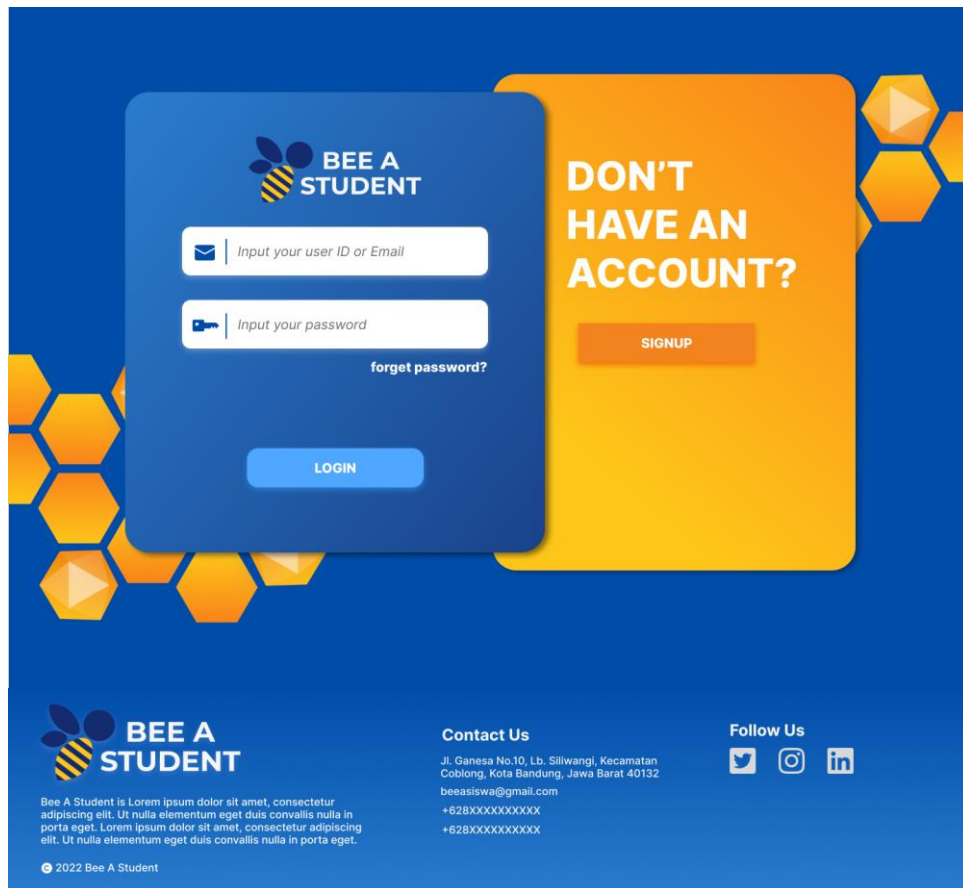 BEE A
STUDENT
Input your user ID or Email
Input your password
forget password?
LOGIN
DON'T
HAVE AN
ACCOUNT?
SIGNUP
BEE A
STUDENT
Bee A Student is Lorem ipsum dolor sit amet, consectetur
adipiscing elit. Ut nulla elementum eget duis convallis nulla in
porta eget. Lorem ipsum dolor sit amet, consectetur adipiscing
elit. Ut nulla elementum eget duis convallis nulla in porta eget.
© 2022 Bee A Student
Contact Us
Jl. Ganesa No.10, Lb. Siliwangi, Kecamatan
Coblong, Kota Bandung, Jawa Barat 40132
beeasiswa@gmail.com
+628XXXXXXXXXX
+628XXXXXXXXXX
Follow Us